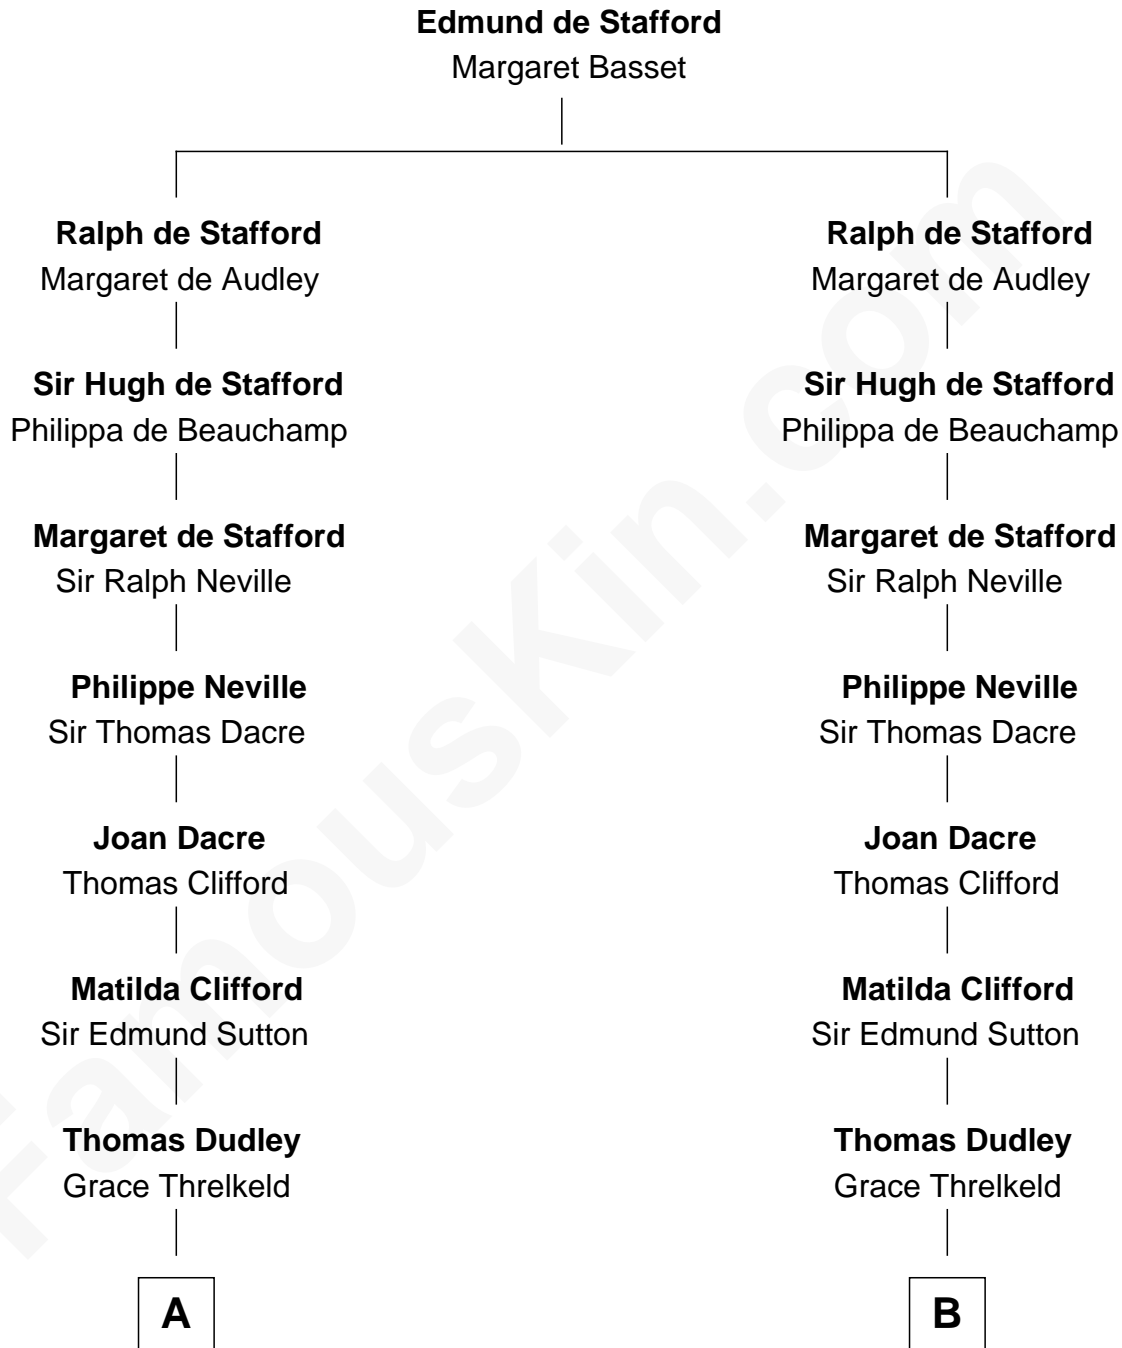 Edmund de Stafford
Margaret Basset
Ralph de Stafford
Margaret de Audley
Ralph de Stafford
Margaret de Audley
Sir Hugh de Stafford
Philippa de Beauchamp
Sir Hugh de Stafford
Philippa de Beauchamp
Margaret de Stafford
Sir Ralph Neville
Margaret de Stafford
Sir Ralph Neville
Philippe Neville
Sir Thomas Dacre
Philippe Neville
Sir Thomas Dacre
Joan Dacre
Thomas Clifford
Joan Dacre
Thomas Clifford
Matilda Clifford
Sir Edmund Sutton
Matilda Clifford
Sir Edmund Sutton
Thomas Dudley
Grace Threlkeld
Thomas Dudley
Grace Threlkeld
A
B
FamousKin.com